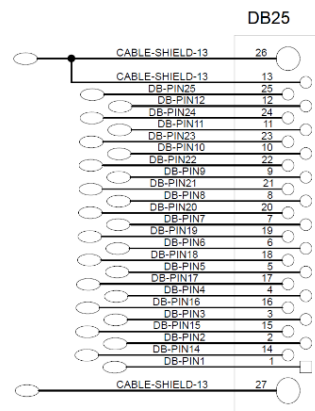 DB25
CABLE-SHIELD-13 26
CABLE-SHIELD-13 13
DB-PIN25 25
DB-PIN12 12
DB-PIN24 24
DB-PIN11 11
DB-PIN23 23
DB-PIN10 10
DB-PIN22 22
DB-PIN9 9
DB-PIN21 21
DB-PIN8 8
DB-PIN20 20
DB-PIN7 7
DB-PIN19 19
DB-PIN6 6
DB-PIN18 18
DB-PIN5 5
DB-PIN17 17
DB-PIN4 4
DB-PIN16 16
DB-PIN3 3
DB-PIN15 15
DB-PIN2 2
DB-PIN14 14
DB-PIN1 1
CABLE-SHIELD-13 27